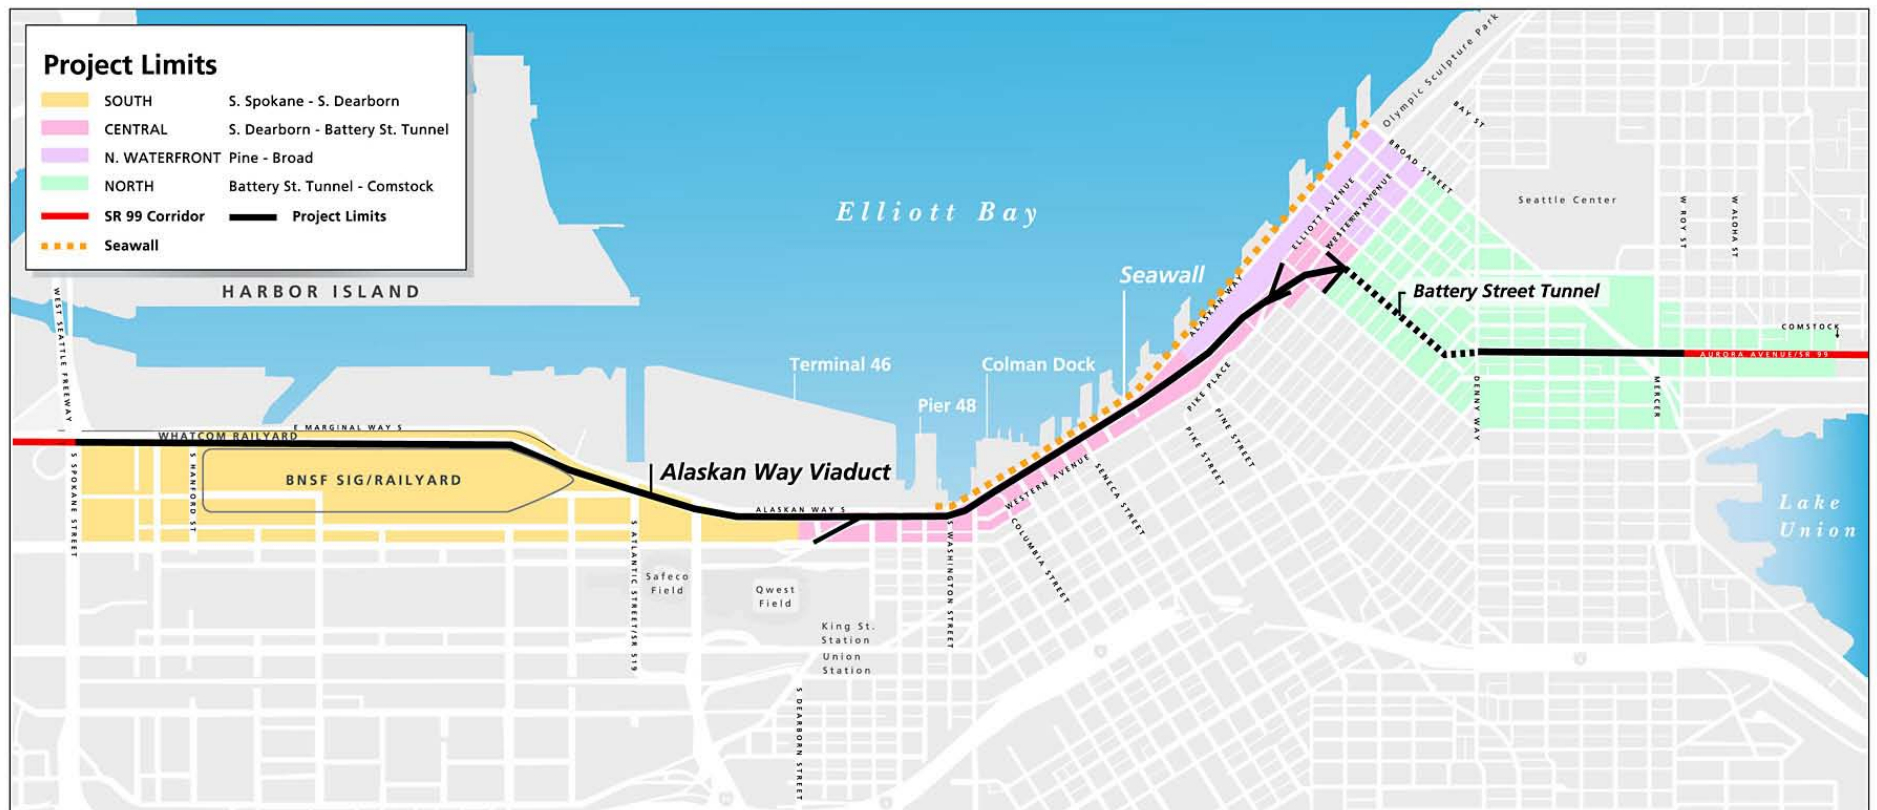 Project Limits
SOUTH S. Spokane - S. Dearborn
CENTRAL S. Dearborn - Battery St. Tunnel
N. WATERFRONT Pine - Broad
NORTH Battery St. Tunnel - Comstock
SR 99 Corridor Project Limits
Seawall
Elliott Bay
HARBOR ISLAND
Olympic Sculpture Park
BAY ST
BROAD STREET
Seattle Center
W ROY ST
W ALOHA ST
ELLIOTT AVENUE
WESTERN AVENUE
Seawall
ALASKAN WAY
Battery Street Tunnel
COMSTOCK
AURORA AVENUE/SR 99
WEST SEATTLE FREEWAY
Terminal 46
Colman Dock
Pier 48
PIKE PLACE
PINE STREET
PIKE STREET
DENNY WAY
MERCER
E MARGINAL WAY S
WHATCOM RAILYARD
BNSF SIG/RAILYARD
S SPOKANE STREET
S HANFORD ST
Alaskan Way Viaduct
ALASKAN WAY S
WESTERN AVENUE
SENECA STREET
COLUMBIA STREET
S WASHINGTON STREET
S ATLANTIC STREET/SR 519
Safeco
Field
Qwest
Field
King St.
Station
Union
Station
S DEARBORN STREET
Lake
Union